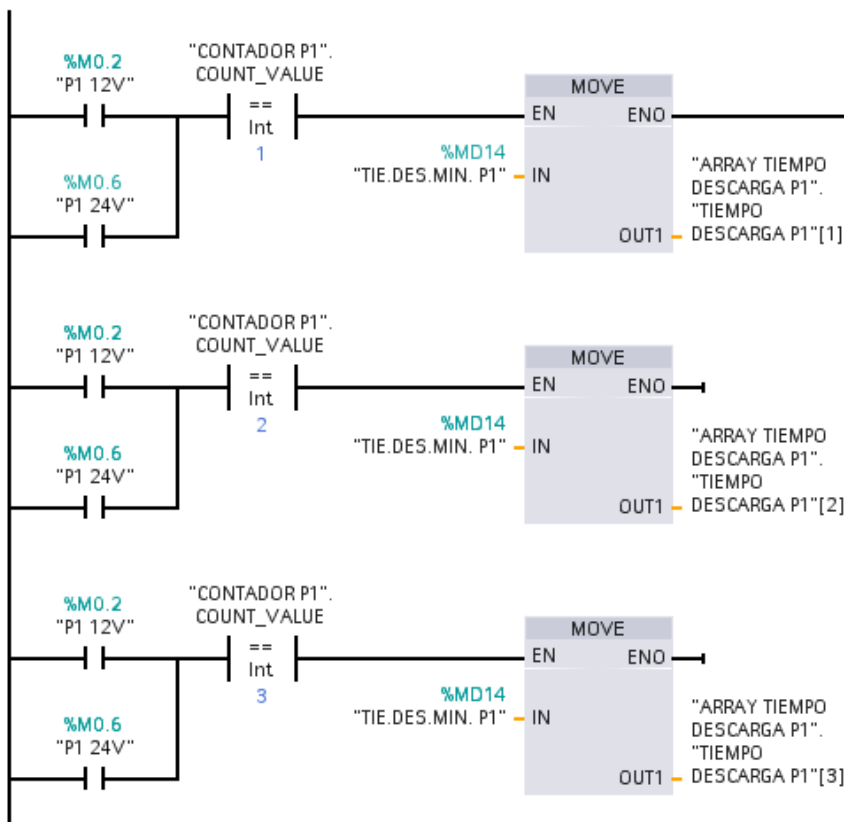 %M0.2
"P1 12V"
"CONTADOR P1".
COUNT_VALUE
==
Int
1
MOVE
EN ENO
%M0.6
"P1 24V"
%MD14
"TIE.DES.MIN. P1"
IN
OUT1
"ARRAY TIEMPO
DESCARGA P1".
"TIEMPO
DESCARGA P1"[1]
%M0.2
"P1 12V"
"CONTADOR P1".
COUNT_VALUE
==
Int
2
MOVE
EN ENO
%M0.6
"P1 24V"
%MD14
"TIE.DES.MIN. P1"
IN
OUT1
"ARRAY TIEMPO
DESCARGA P1".
"TIEMPO
DESCARGA P1"[2]
%M0.2
"P1 12V"
"CONTADOR P1".
COUNT_VALUE
==
Int
3
MOVE
EN ENO
%M0.6
"P1 24V"
%MD14
"TIE.DES.MIN. P1"
IN
OUT1
"ARRAY TIEMPO
DESCARGA P1".
"TIEMPO
DESCARGA P1"[3]